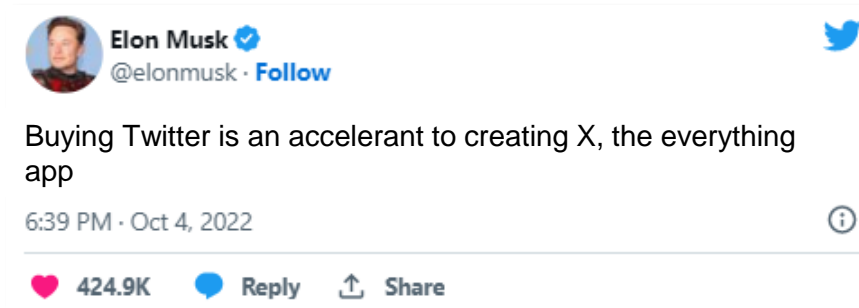 Elon Musk
@elonmusk · Follow
Buying Twitter is an accelerant to creating X, the everything
app
6:39 PM · Oct 4, 2022
424.9K Reply Share